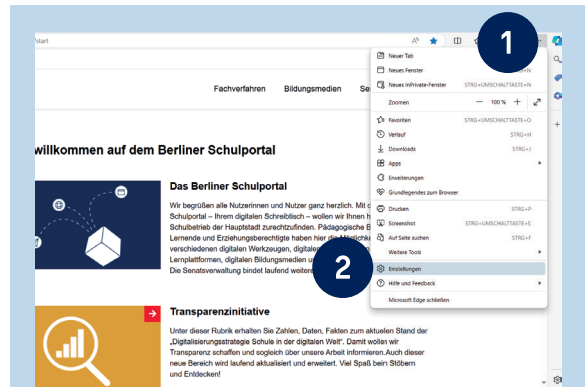 /start
1
Neuer Tab
Neues Fenster +N
Neues InPrivate-Fenster STRG+UMSCHALTTASTE+N
Zoomen — 100 % +
Favoriten STRG+UMSCHALTTASTE+O
Verlauf STRG+H
Downloads STRG+J
Apps
Erweiterungen
Grundlegendes zum Browser
Drucken STRG+P
Screenshot STRG+UMSCHALTTASTE+S
Auf Seite suchen STRG+F
Weitere Tools
2
Einstellungen
Hilfe und Feedback
Microsoft Edge schließen
Fachverfahren Bildungsmedien Se
willkommen auf dem Berliner Schulportal
Das Berliner Schulportal
Wir begrüßen alle Nutzerinnen und Nutzer ganz herzlich. Mit d
Schulportal – Ihrem digitalen Schreibtisch – wollen wir Ihnen h
Schulbetrieb der Hauptstadt zurechtzufinden. Pädagogische B
Lernende und Erziehungsberechtigte haben hier die Möglichke
verschiedenen digitalen Werkzeugen, digitalen
Lernplattformen, digitalen Bildungsmedien u
Die Senatsverwaltung bindet laufend weitere
Transparenzinitiative
Unter dieser Rubrik erhalten Sie Zahlen, Daten, Fakten zum aktuellen Stand der
„Digitalisierungsstrategie Schule in der digitalen Welt“. Damit wollen wir
Transparenz schaffen und sogleich über unsere Arbeit informieren.Auch dieser
neue Bereich wird laufend aktualisiert und erweitert. Viel Spaß beim Stöbern
und Entdecken!